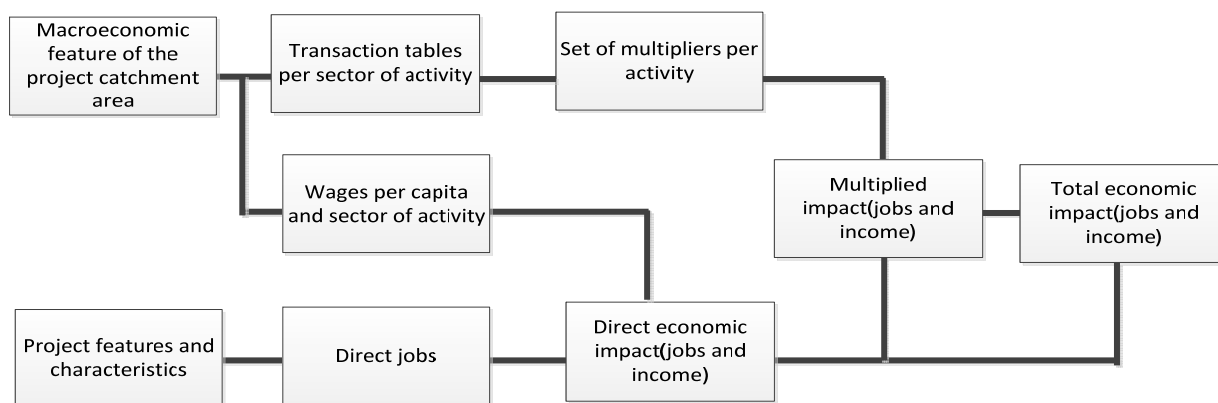 Macroeconomic
feature of the
project catchment
area
Transaction tables
per sector of activity
Set of multipliers per
activity
Wages per capita
and sector of activity
Multiplied
impact(jobs and
income)
Total economic
impact(jobs and
income)
Project features and
characteristics
Direct jobs
Direct economic
impact(jobs and
income)